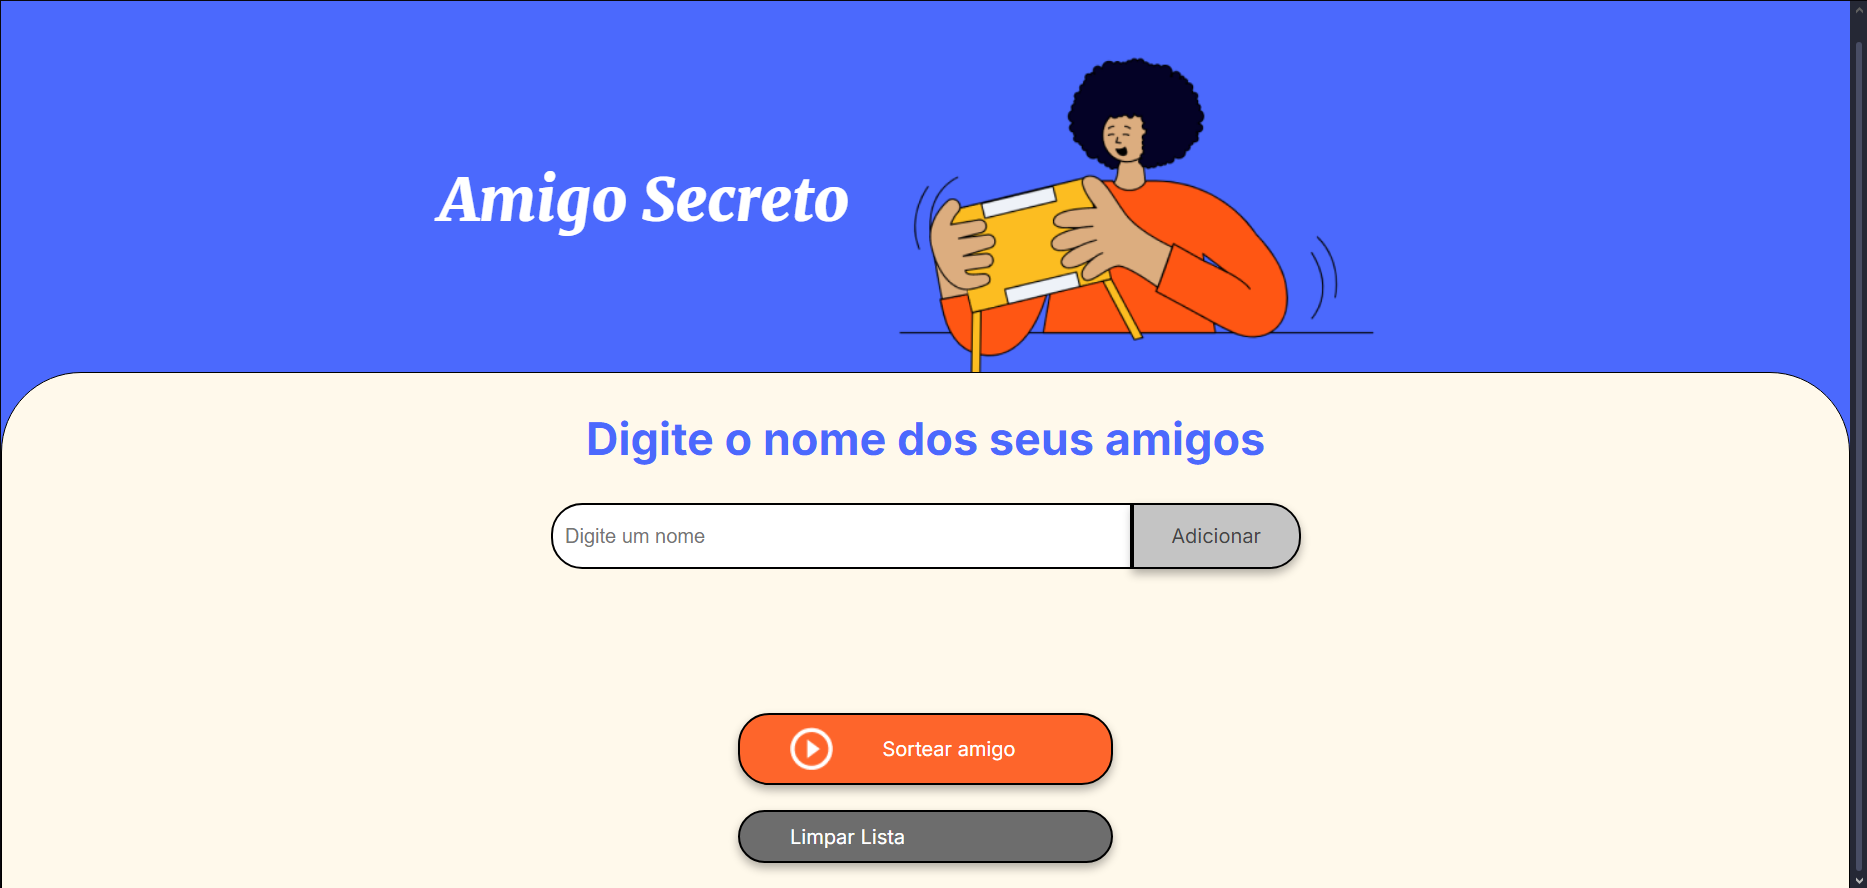 Amigo Secreto
Digite o nome dos seus amigos
Digite um nome
Adicionar
Sortear amigo
Limpar Lista